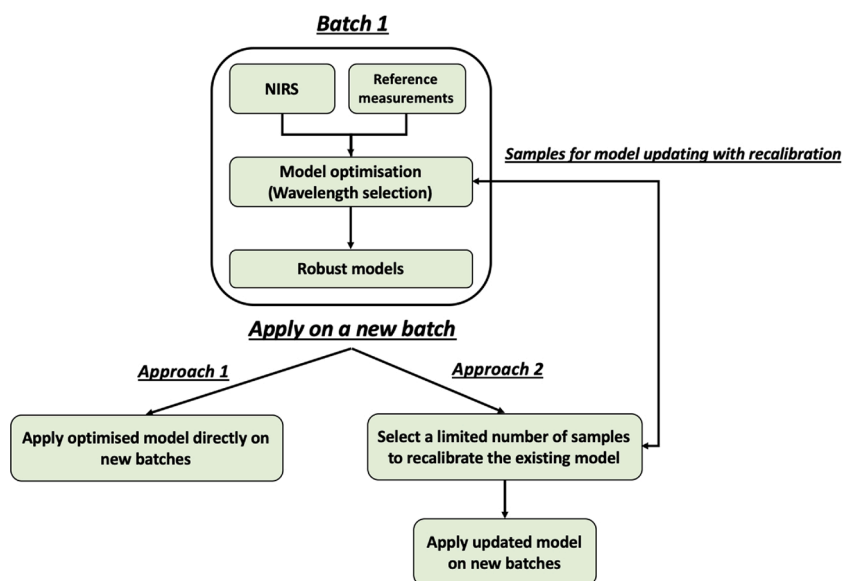 Batch 1
NIRS
Reference
measurements
Samples for model updating with recalibration
Model optimisation
(Wavelength selection)
Robust models
Apply on a new batch
Approach 1
Approach 2
Apply optimised model directly on
new batches
Select a limited number of samples
to recalibrate the existing model
Apply updated model
on new batches